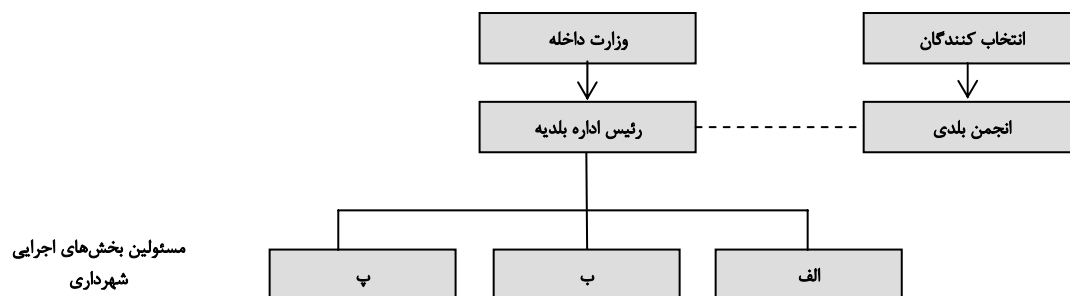 انتخاب کنندگان
وزارت داخله
انجمن بلدی
رئیس اداره بلدیه
مسئولین بخش‌های اجرایی
شهرداری
الف
ب
پ